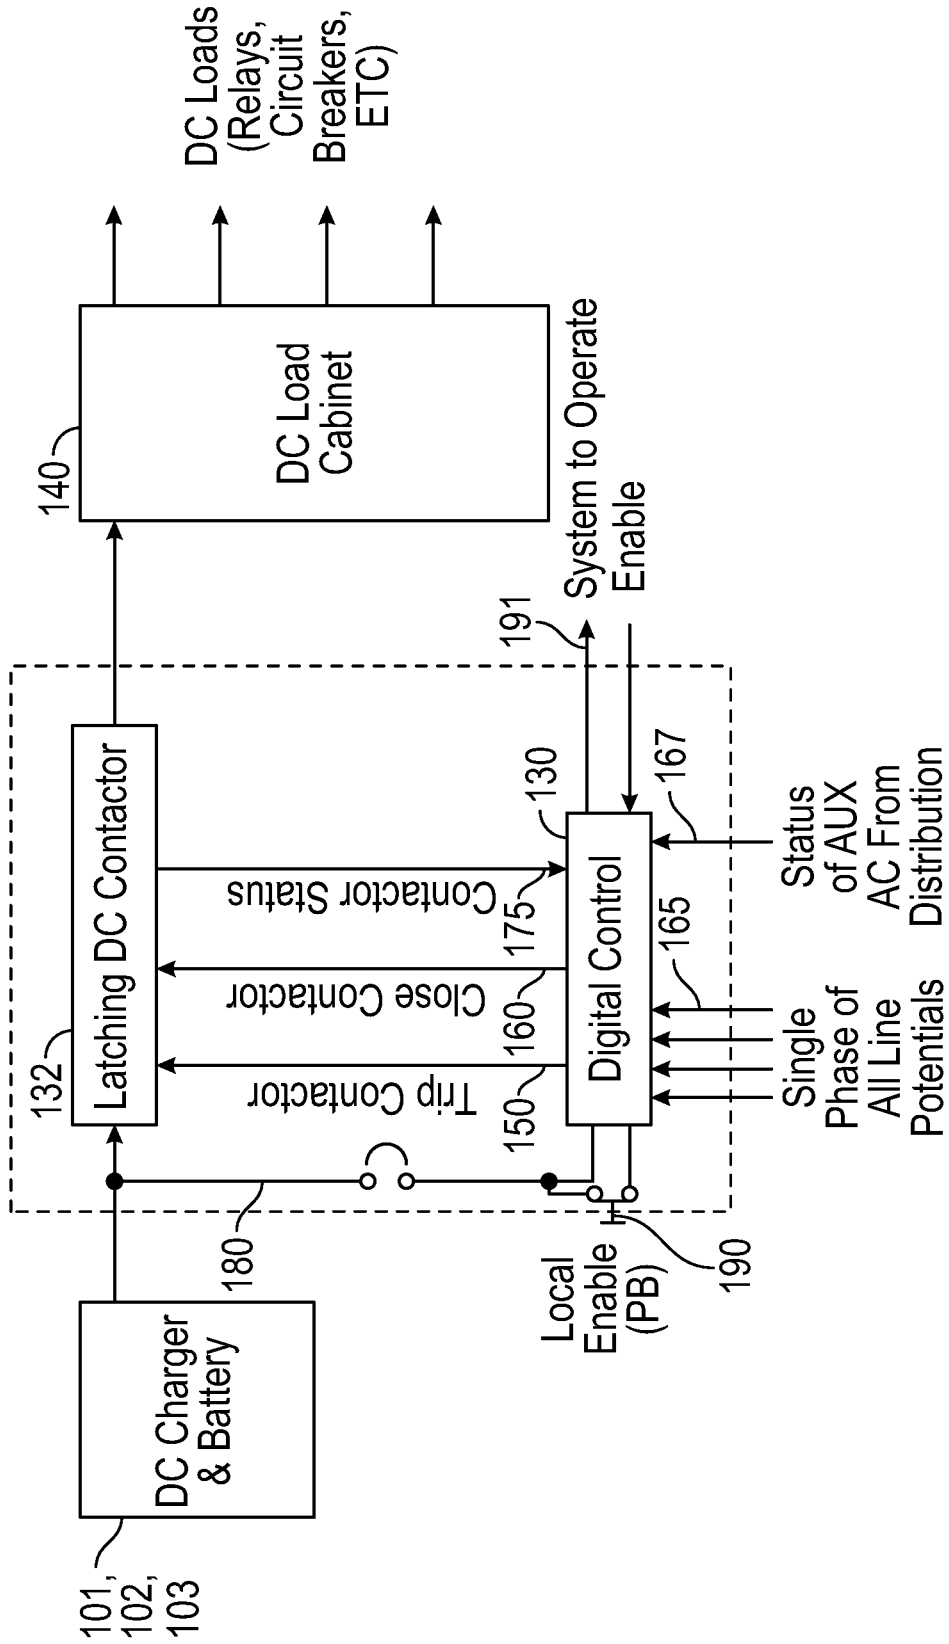 101,
102,
103
DC Charger
& Battery
180
132
Latching DC Contactor
Trip Contactor
150
Close Contactor
160
Contactor Status
175
140
DC Load
Cabinet
DC Loads
(Relays,
Circuit
Breakers,
ETC)
Local
Enable
(PB)
190
Digital Control
130
191
System to Operate
Enable
165
167
Single
Phase of
All Line
Potentials
Status
of AUX
AC From
Distribution